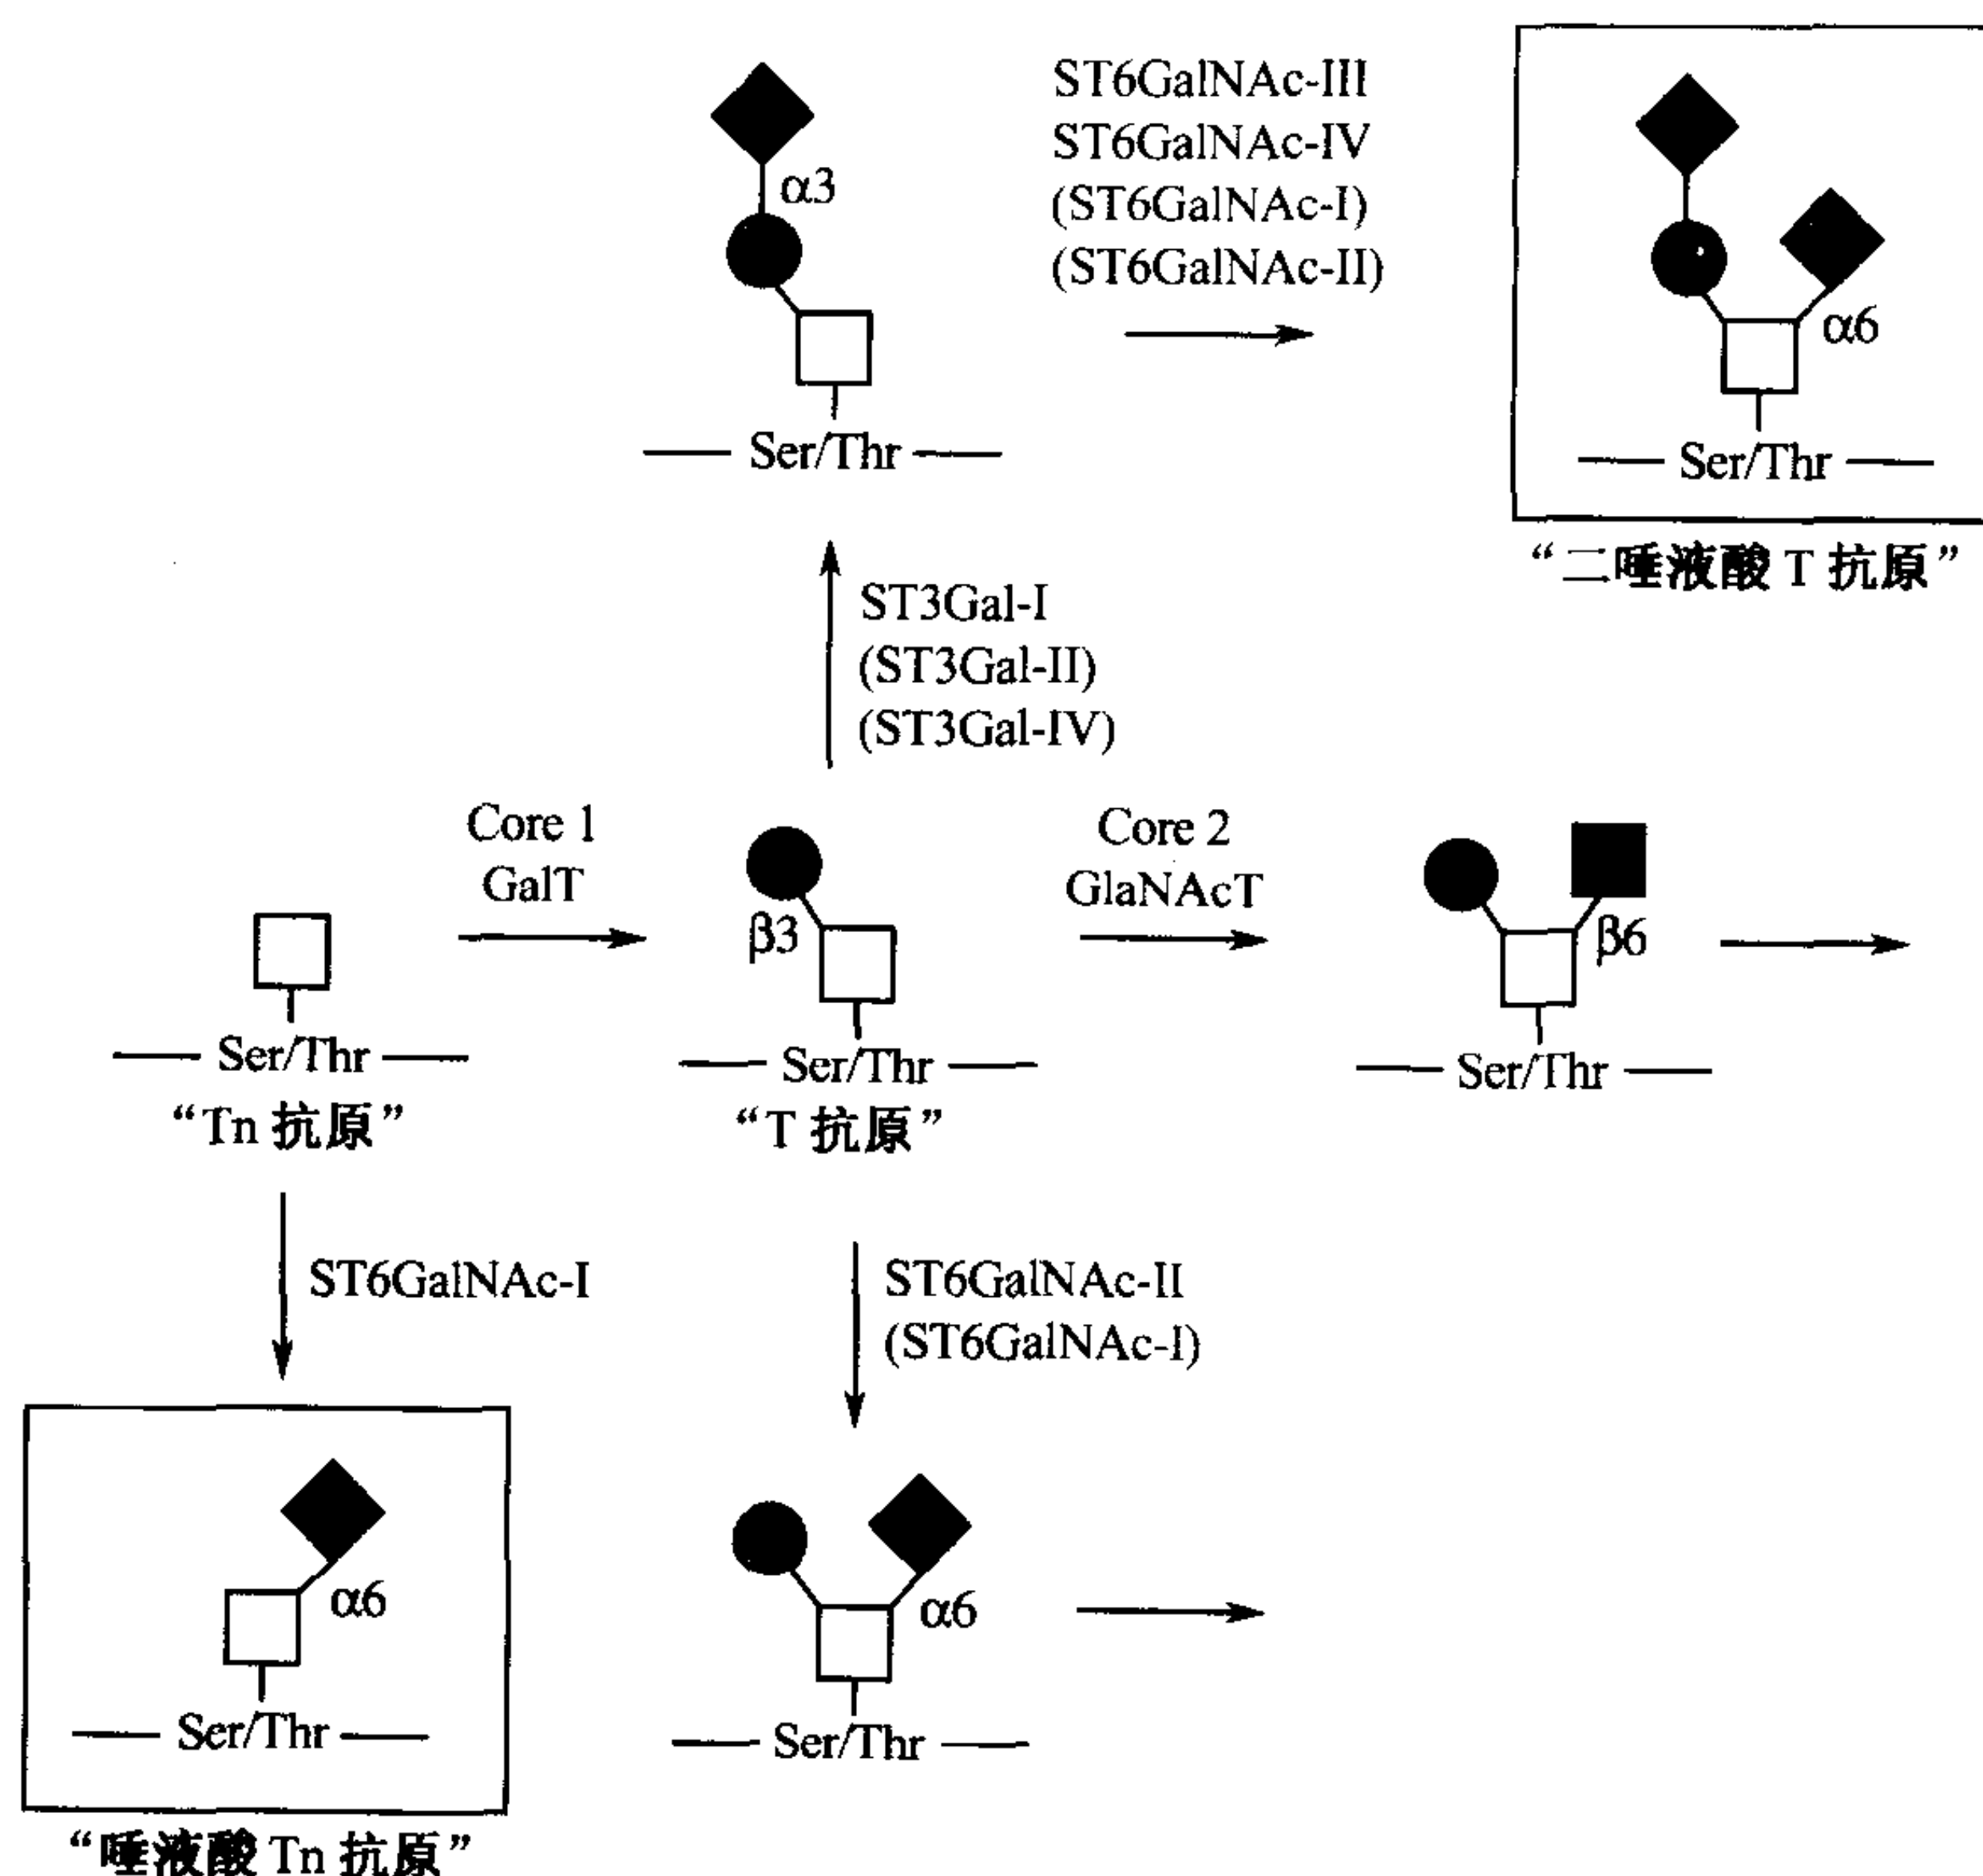 ST6GalNAc-III
ST6GalNAc-IV
(ST6GalNAc-I)
(ST6GalNAc-II)
α3
α6
— Ser/Thr —
— Ser/Thr —
“二唾液酸 T 抗原”
ST3Gal-I
(ST3Gal-II)
(ST3Gal-IV)
Core 1
GalT
Core 2
GlaNAcT
β3
β6
— Ser/Thr —
— Ser/Thr —
— Ser/Thr —
“Tn 抗原”
“T 抗原”
ST6GalNAc-I
ST6GalNAc-II
(ST6GalNAc-I)
α6
α6
— Ser/Thr —
— Ser/Thr —
“唾液酸 Tn 抗原”